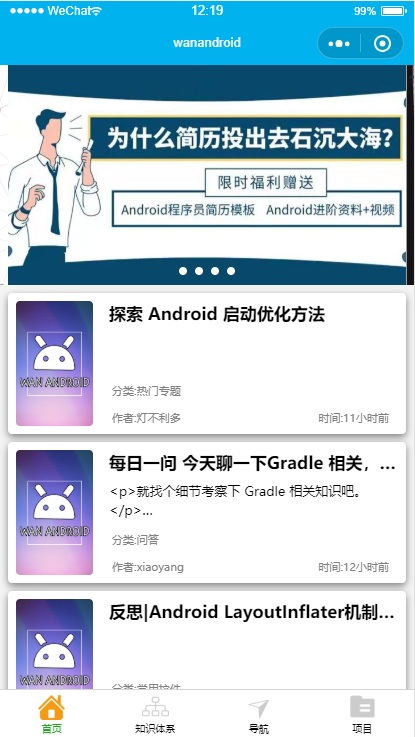 WeChat
12:19
99%
wanandroid
为什么简历投出去石沉大海?
限时福利赠送
Android程序员简历模板 Android进阶资料+视频
WAN ANDROID
探索 Android 启动优化方法
分类:热门专题
作者:灯不利多
时间:11小时前
WAN ANDROID
每日一问 今天聊一下Gradle 相关，...
<p>就找个细节考察下 Gradle 相关知识吧。
</p>...
分类:问答
作者:xiaoyang
时间:12小时前
WAN ANDROID
反思|Android LayoutInflater机制...
首页
知识体系
导航
项目